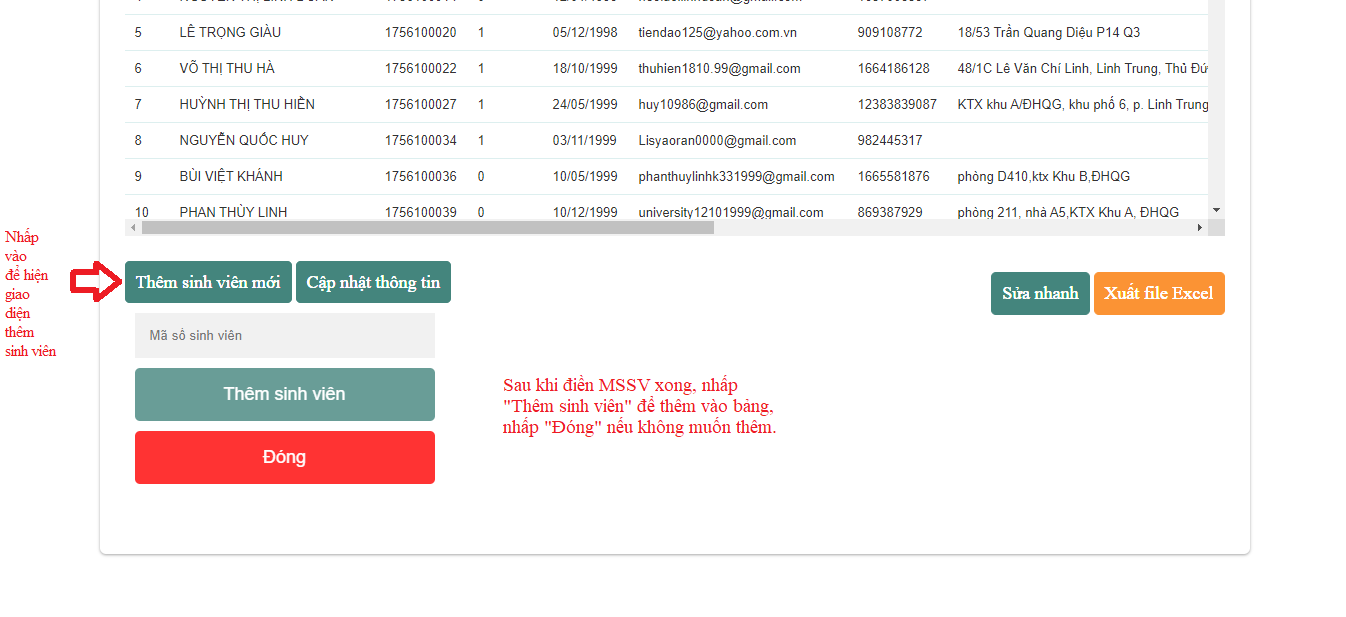 5 LÊ TRỌNG GIÀU 1756100020 1 05/12/1998 tiendao125@yahoo.com.vn 909108772 18/53 Trần Quang Diệu P14 Q3
6 VÕ THỊ THU HÀ 1756100022 1 18/10/1999 thuhien1810.99@gmail.com 1664186128 48/1C Lê Văn Chí Linh, Linh Trung, Thủ Đứ
7 HUỲNH THỊ THU HIỀN 1756100027 1 24/05/1999 huy10986@gmail.com 12383839087 KTX khu A/ĐHQG, khu phố 6, p. Linh Trung
8 NGUYỄN QUỐC HUY 1756100034 1 03/11/1999 Lisyaoran0000@gmail.com 982445317
9 BÙI VIỆT KHÁNH 1756100036 0 10/05/1999 phanthuylinhk331999@gmail.com 1665581876 phòng D410,ktx Khu B,ĐHQG
10 PHAN THÙY LINH 1756100039 0 10/12/1999 university12101999@gmail.com 869387929 phòng 211, nhà A5,KTX Khu A, ĐHQG
Nhấp
vào
để hiện
giao
diện
thêm
sinh viên
Thêm sinh viên mới Cập nhật thông tin
Sửa nhanh Xuất file Excel
Mã số sinh viên
Thêm sinh viên
Đóng
Sau khi điền MSSV xong, nhấp
"Thêm sinh viên" để thêm vào bảng,
nhấp "Đóng" nếu không muốn thêm.